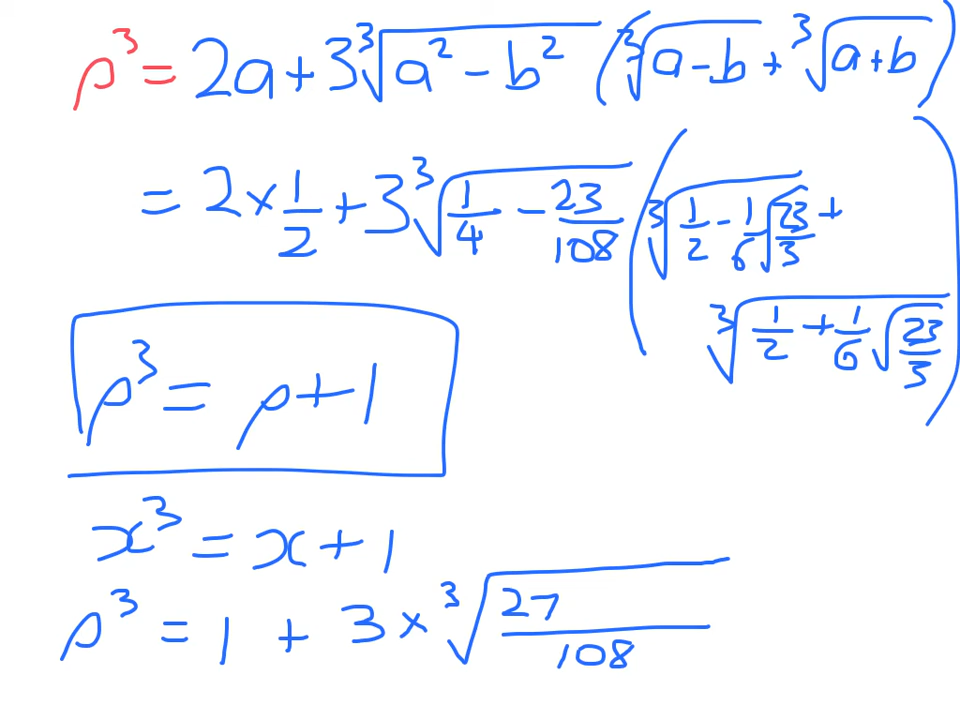 ρ³ = 2a + 3∛(a² − b²) (∛(a − b) + ∛(a + b))
= 2 × 1/2 + 3∛(1/4 − 23/108) (∛(1/2 − 1/6 √(23/3)) +
∛(1/2 + 1/6 √(23/3)))
ρ³ = ρ + 1
x³ = x + 1
ρ³ = 1 + 3 × ∛(27/108)